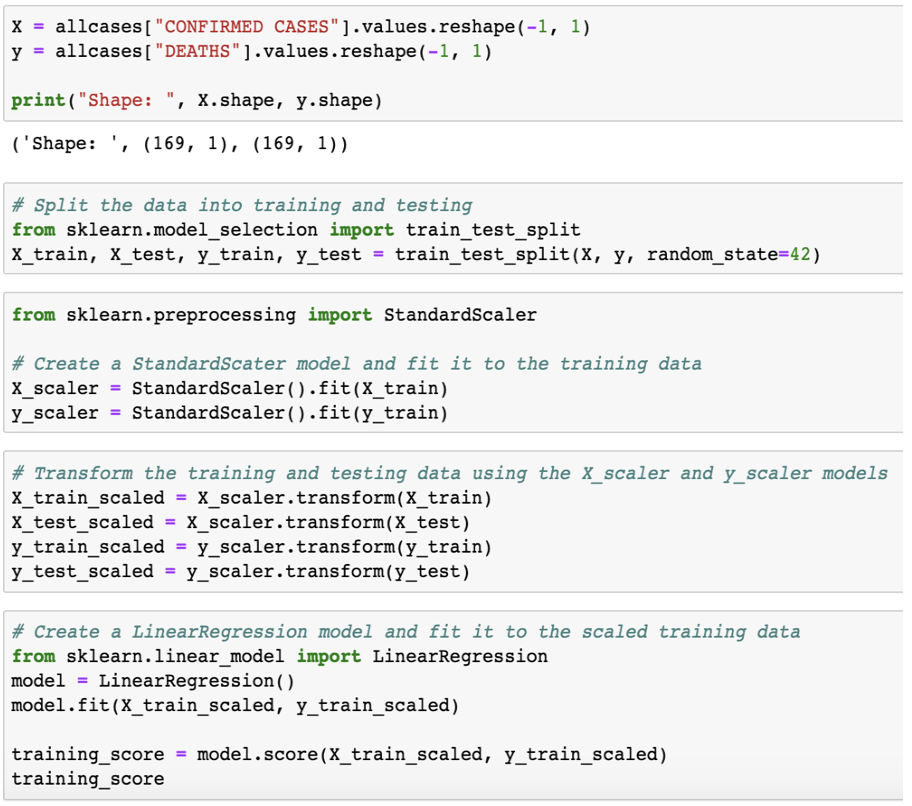 X = allcases["CONFIRMED CASES"].values.reshape(-1, 1)
y = allcases["DEATHS"].values.reshape(-1, 1)
print("Shape: ", X.shape, y.shape)
('Shape: ', (169, 1), (169, 1))
# Split the data into training and testing
from sklearn.model_selection import train_test_split
X_train, X_test, y_train, y_test = train_test_split(X, y, random_state=42)
from sklearn.preprocessing import StandardScaler
# Create a StandardScater model and fit it to the training data
X_scaler = StandardScaler().fit(X_train)
y_scaler = StandardScaler().fit(y_train)
# Transform the training and testing data using the X_scaler and y_scaler models
X_train_scaled = X_scaler.transform(X_train)
X_test_scaled = X_scaler.transform(X_test)
y_train_scaled = y_scaler.transform(y_train)
y_test_scaled = y_scaler.transform(y_test)
# Create a LinearRegression model and fit it to the scaled training data
from sklearn.linear_model import LinearRegression
model = LinearRegression()
model.fit(X_train_scaled, y_train_scaled)
training_score = model.score(X_train_scaled, y_train_scaled)
training_score